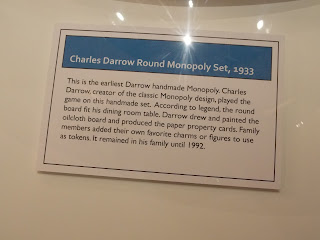 Charles Darrow Round Monopoly Set, 1933
This is the earliest Darrow handmade Monopoly. Charles
Darrow, creator of the classic Monopoly design, played the
game on this handmade set. According to legend, the round
board fit his dining room table. Darrow drew and painted the
oilcloth board and produced the paper property cards. Family
members added their own favorite charms or figures to use
as tokens. It remained in his family until 1992.